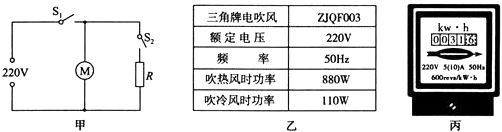 S₁
S₂
220V
M
R
甲
三角牌电吹风 ZJQF003
额定电压 220V
频 率 50Hz
吹热风时功率 880W
吹冷风时功率 110W
乙
kw·h
220V 5(10)A 50Hz
600revs/kW·h
丙